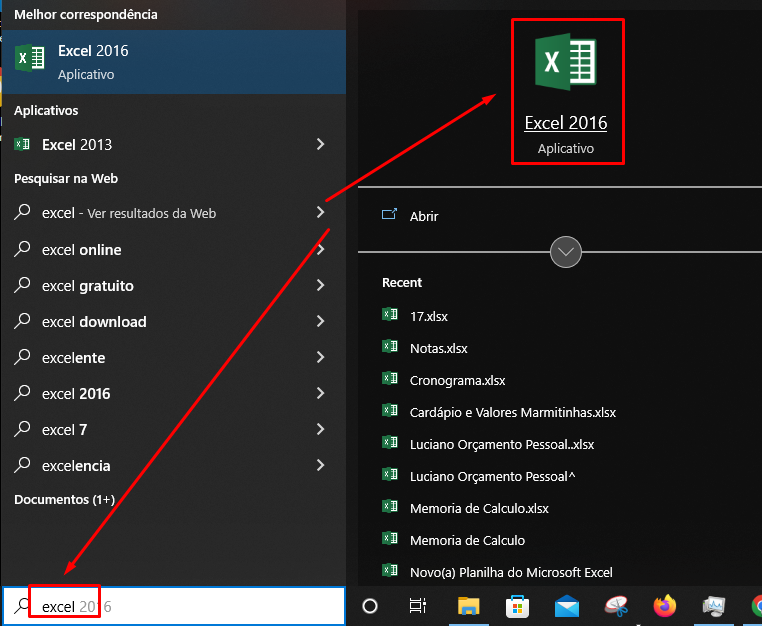 Melhor correspondência
Excel 2016
Aplicativo
Aplicativos
Excel 2013
Pesquisar na Web
excel - Ver resultados da Web
excel online
excel gratuito
excel download
excelente
excel 2016
excel 7
excelencia
Documentos (1+)
excel 2016
Excel 2016
Aplicativo
Abrir
Recent
17.xlsx
Notas.xlsx
Cronograma.xlsx
Cardápio e Valores Marmitinhas.xlsx
Luciano Orçamento Pessoal..xlsx
Luciano Orçamento Pessoal^
Memoria de Calculo.xlsx
Memoria de Calculo
Novo(a) Planilha do Microsoft Excel